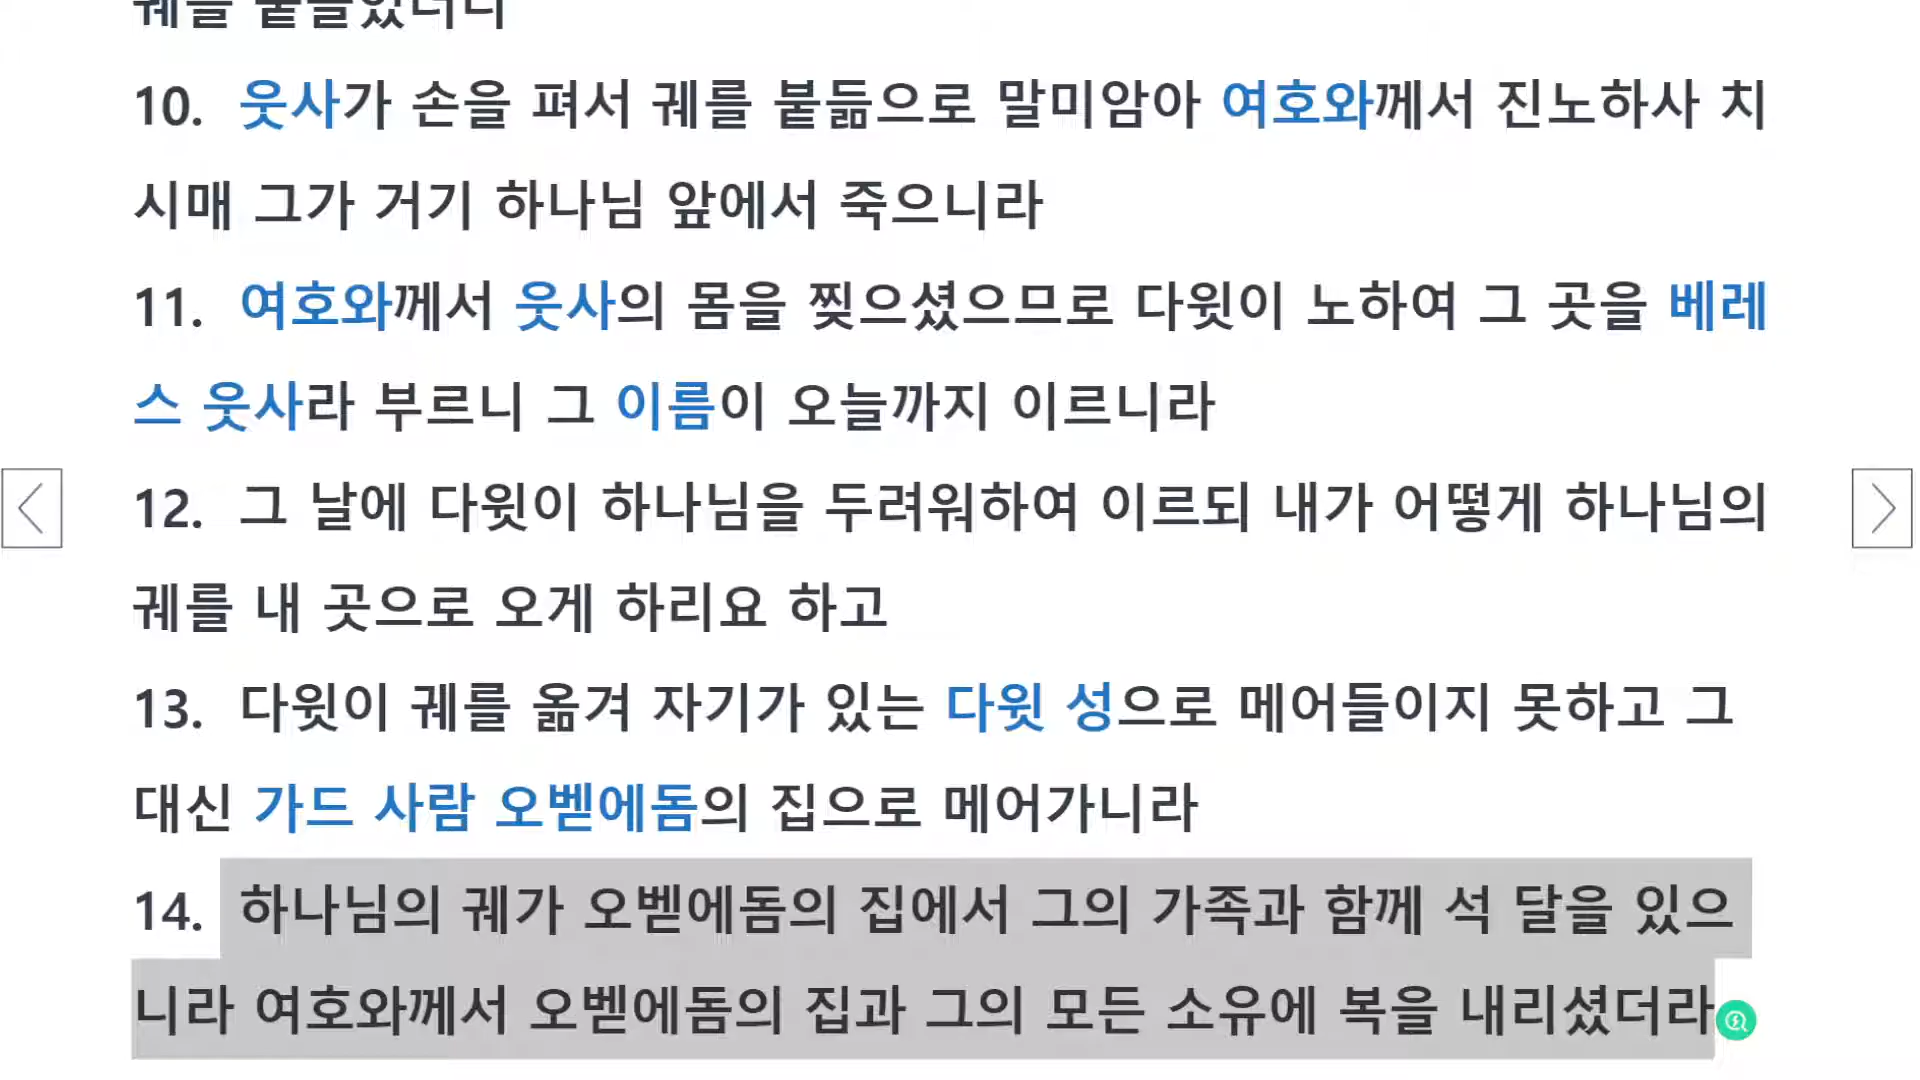 궤를 붙들었더니
10. 웃사가 손을 펴서 궤를 붙듦으로 말미암아 여호와께서 진노하사 치
시매 그가 거기 하나님 앞에서 죽으니라
11. 여호와께서 웃사의 몸을 찢으셨으므로 다윗이 노하여 그 곳을 베레
스 웃사라 부르니 그 이름이 오늘까지 이르니라
12. 그 날에 다윗이 하나님을 두려워하여 이르되 내가 어떻게 하나님의
궤를 내 곳으로 오게 하리요 하고
13. 다윗이 궤를 옮겨 자기가 있는 다윗 성으로 메어들이지 못하고 그
대신 가드 사람 오벧에돔의 집으로 메어가니라
14. 하나님의 궤가 오벧에돔의 집에서 그의 가족과 함께 석 달을 있으
니라 여호와께서 오벧에돔의 집과 그의 모든 소유에 복을 내리셨더라